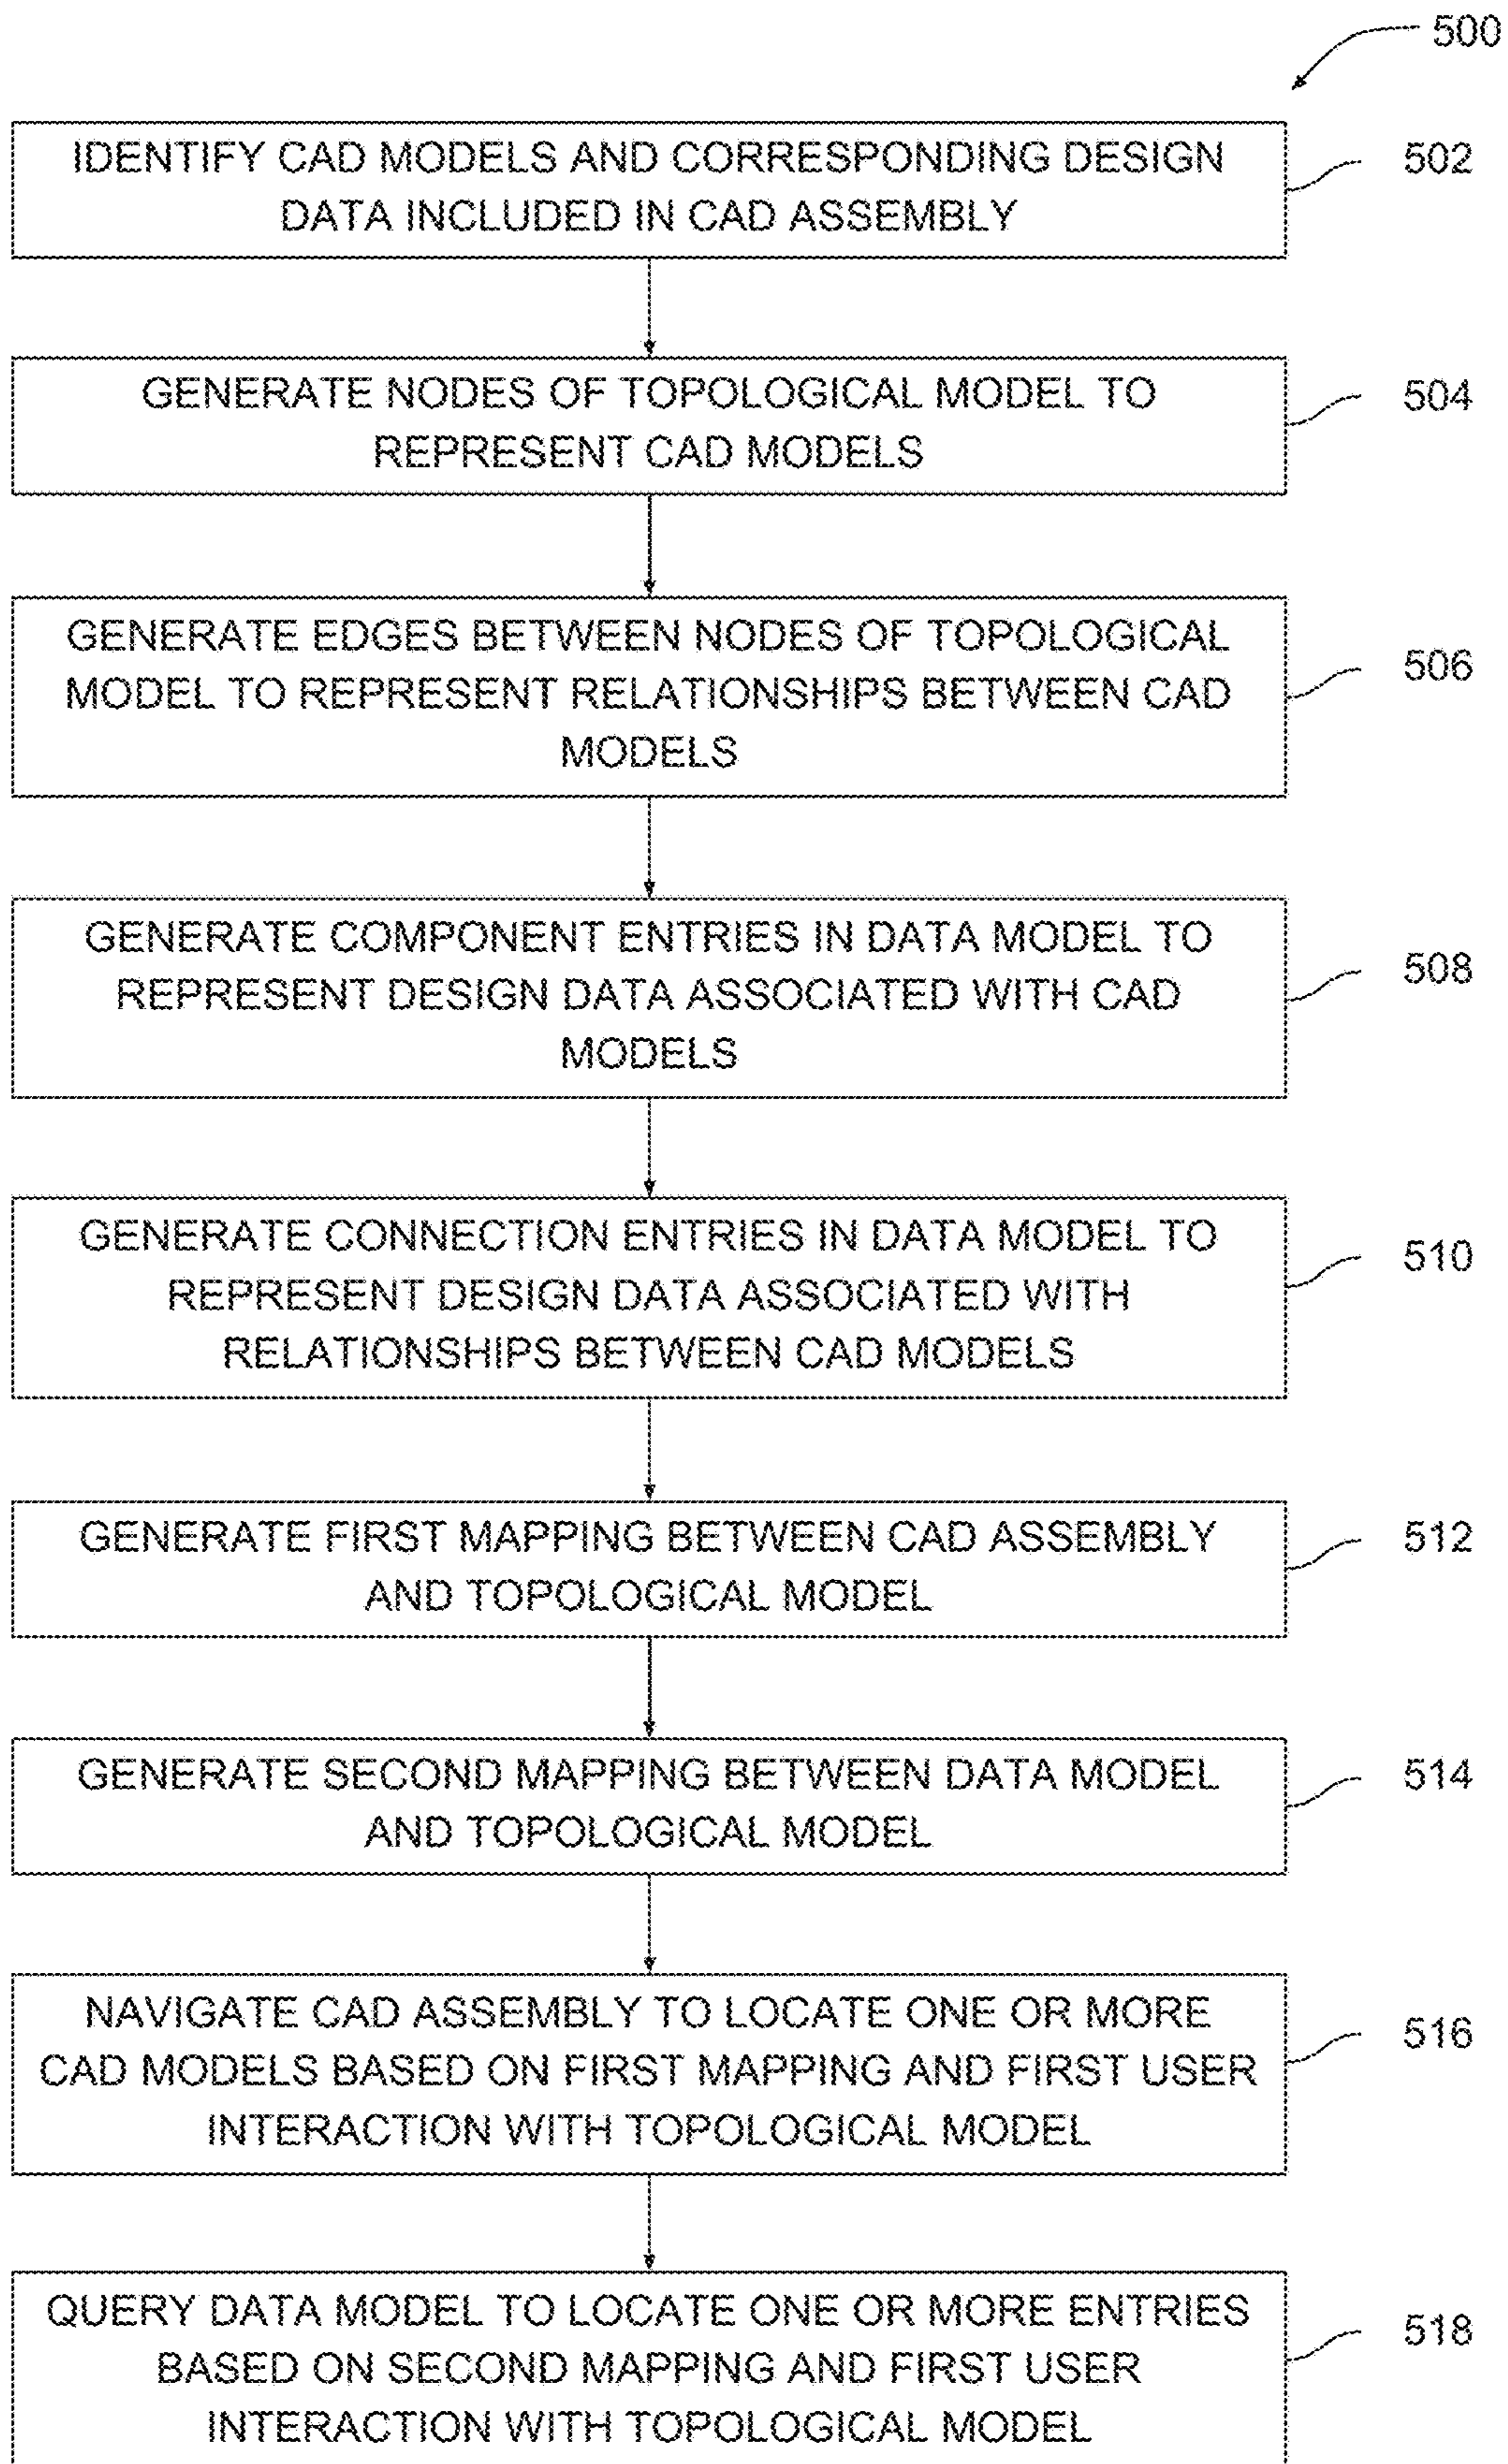 500
IDENTIFY CAD MODELS AND CORRESPONDING DESIGN
DATA INCLUDED IN CAD ASSEMBLY
502
GENERATE NODES OF TOPOLOGICAL MODEL TO
REPRESENT CAD MODELS
504
GENERATE EDGES BETWEEN NODES OF TOPOLOGICAL
MODEL TO REPRESENT RELATIONSHIPS BETWEEN CAD
MODELS
506
GENERATE COMPONENT ENTRIES IN DATA MODEL TO
REPRESENT DESIGN DATA ASSOCIATED WITH CAD
MODELS
508
GENERATE CONNECTION ENTRIES IN DATA MODEL TO
REPRESENT DESIGN DATA ASSOCIATED WITH
RELATIONSHIPS BETWEEN CAD MODELS
510
GENERATE FIRST MAPPING BETWEEN CAD ASSEMBLY
AND TOPOLOGICAL MODEL
512
GENERATE SECOND MAPPING BETWEEN DATA MODEL
AND TOPOLOGICAL MODEL
514
NAVIGATE CAD ASSEMBLY TO LOCATE ONE OR MORE
CAD MODELS BASED ON FIRST MAPPING AND FIRST USER
INTERACTION WITH TOPOLOGICAL MODEL
516
QUERY DATA MODEL TO LOCATE ONE OR MORE ENTRIES
BASED ON SECOND MAPPING AND FIRST USER
INTERACTION WITH TOPOLOGICAL MODEL
518